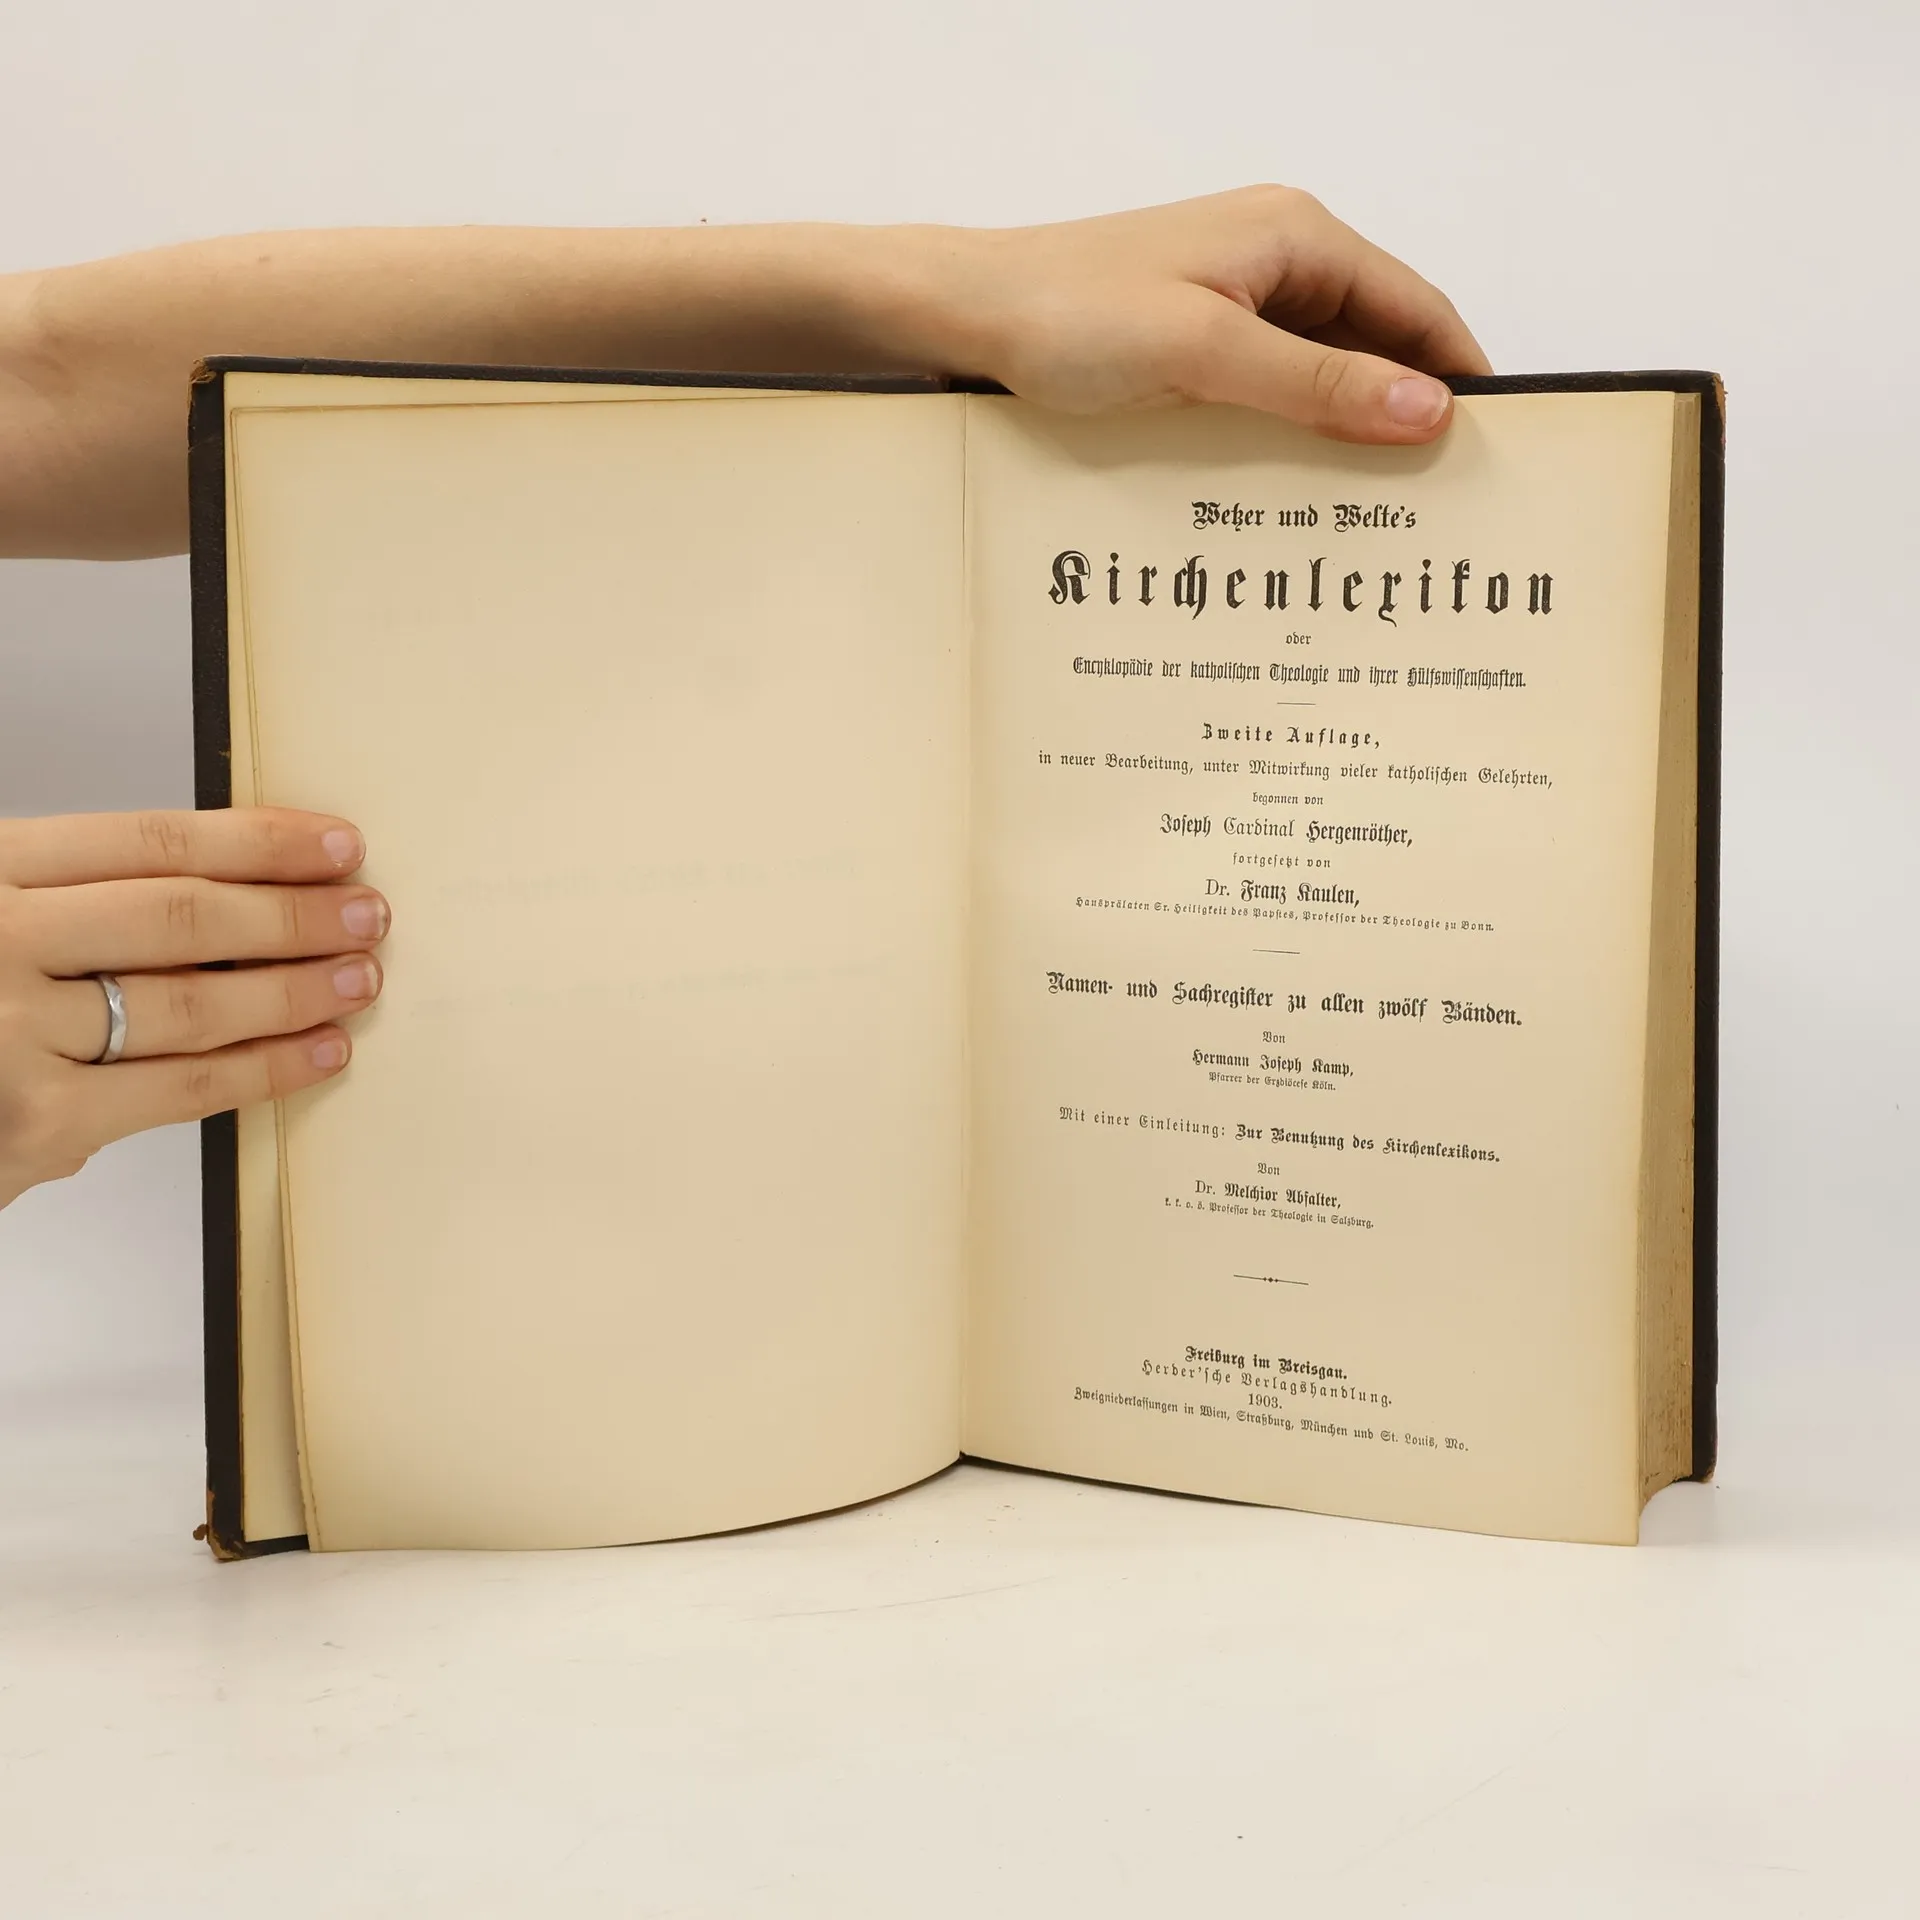 Wetzer und Welte's
Kirchenlexikon
oder
Encyklopädie der katholischen Theologie und ihrer Hülfswissenschaften.
Zweite Auflage,
in neuer Bearbeitung, unter Mitwirkung vieler katholischen Gelehrten,
begonnen von
Joseph Cardinal Hergenröther,
fortgesetzt von
Dr. Franz Kaulen,
Hausprälaten Sr. Heiligkeit des Papstes, Professor der Theologie zu Bonn.
Namen- und Sachregister zu allen zwölf Bänden.
Von
Hermann Joseph Kamp,
Pfarrer der Erzdiöcese Köln.
Mit einer Einleitung: Zur Benutzung des Kirchenlexikons.
Von
Dr. Melchior Abfalter,
k. k. o. ö. Professor der Theologie in Salzburg.
Freiburg im Breisgau.
Herder'sche Verlagshandlung.
1903.
Zweigniederlassungen in Wien, Straßburg, München und St. Louis, Mo.